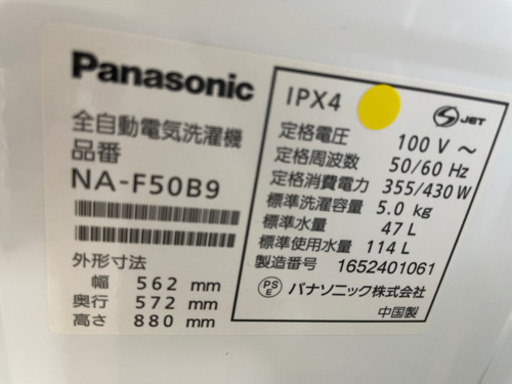 Panasonic
全自動電気洗濯機
品番
NA-F50B9
外形寸法
幅 562 mm
奥行 572 mm
高さ 880 mm
IPX4
S JET
定格電圧 100 V ～
定格周波数 50/60 Hz
定格消費電力 355/430 W
標準洗濯容量 5.0 kg
標準水量 47 L
標準使用水量 114 L
製造番号 1652401061
PS E パナソニック株式会社
中国製